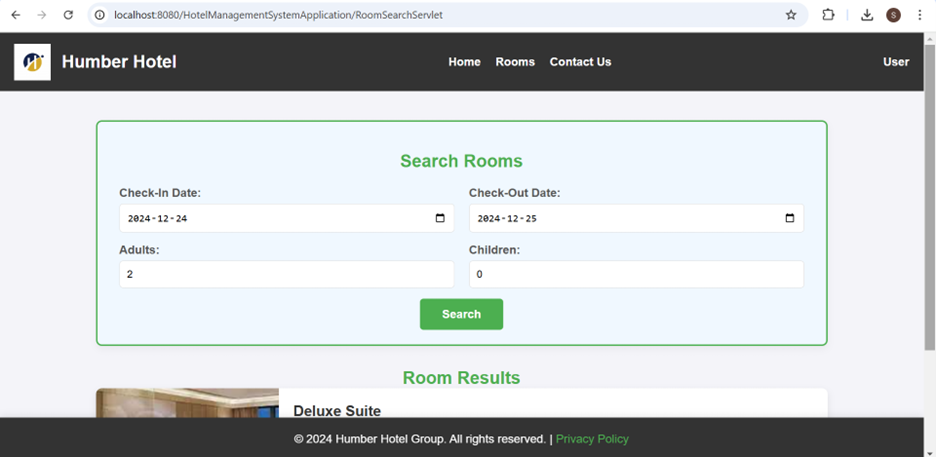 localhost:8080/HotelManagementSystemApplication/RoomSearchServlet
S
Humber Hotel
Home Rooms Contact Us
User
Search Rooms
Check-In Date: Check-Out Date:
2024-12-24 2024-12-25
Adults: Children:
2 0
Search
Room Results
Deluxe Suite
© 2024 Humber Hotel Group. All rights reserved. | Privacy Policy